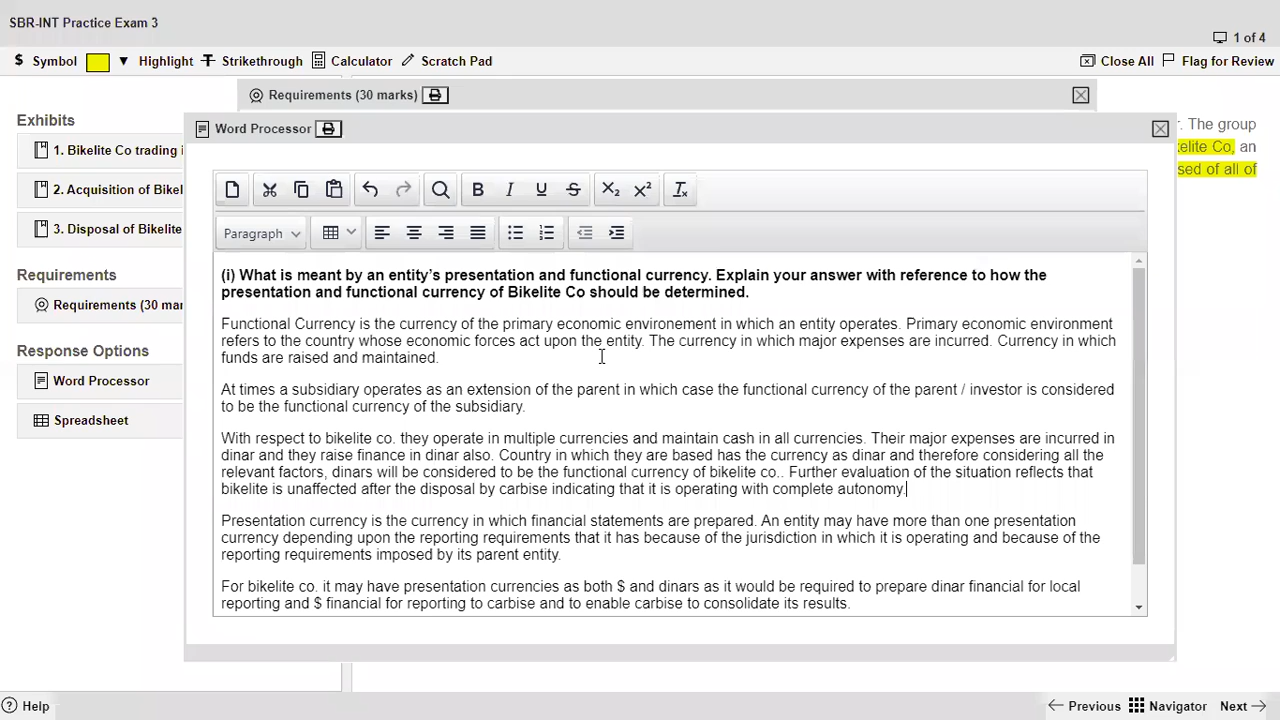 SBR-INT Practice Exam 3
1 of 4
$ Symbol Highlight Strikethrough Calculator Scratch Pad Close All Flag for Review
Requirements (30 marks)
Exhibits
1. Bikelite Co trading i
2. Acquisition of Bikel
3. Disposal of Bikelite
Requirements
Requirements (30 mar
Response Options
Word Processor
Spreadsheet
r. The group
kelite Co, an
sed of all of
Word Processor
Paragraph
(i) What is meant by an entity's presentation and functional currency. Explain your answer with reference to how the
presentation and functional currency of Bikelite Co should be determined.
Functional Currency is the currency of the primary economic environement in which an entity operates. Primary economic environment
refers to the country whose economic forces act upon the entity. The currency in which major expenses are incurred. Currency in which
funds are raised and maintained.
At times a subsidiary operates as an extension of the parent in which case the functional currency of the parent / investor is considered
to be the functional currency of the subsidiary.
With respect to bikelite co. they operate in multiple currencies and maintain cash in all currencies. Their major expenses are incurred in
dinar and they raise finance in dinar also. Country in which they are based has the currency as dinar and therefore considering all the
relevant factors, dinars will be considered to be the functional currency of bikelite co.. Further evaluation of the situation reflects that
bikelite is unaffected after the disposal by carbise indicating that it is operating with complete autonomy.
Presentation currency is the currency in which financial statements are prepared. An entity may have more than one presentation
currency depending upon the reporting requirements that it has because of the jurisdiction in which it is operating and because of the
reporting requirements imposed by its parent entity.
For bikelite co. it may have presentation currencies as both $ and dinars as it would be required to prepare dinar financial for local
reporting and $ financial for reporting to carbise and to enable carbise to consolidate its results.
Help
Previous Navigator Next